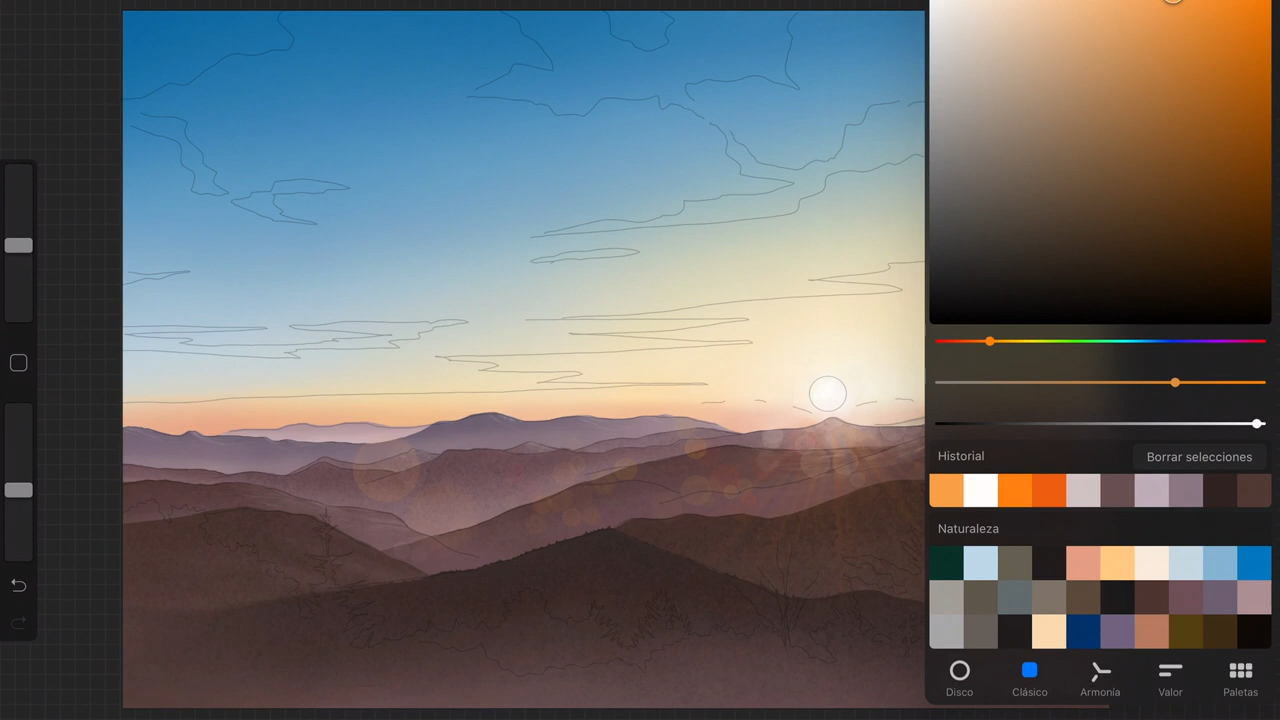 Historial
Borrar selecciones
Naturaleza
Disco
Clásico
Armonía
Valor
Paletas